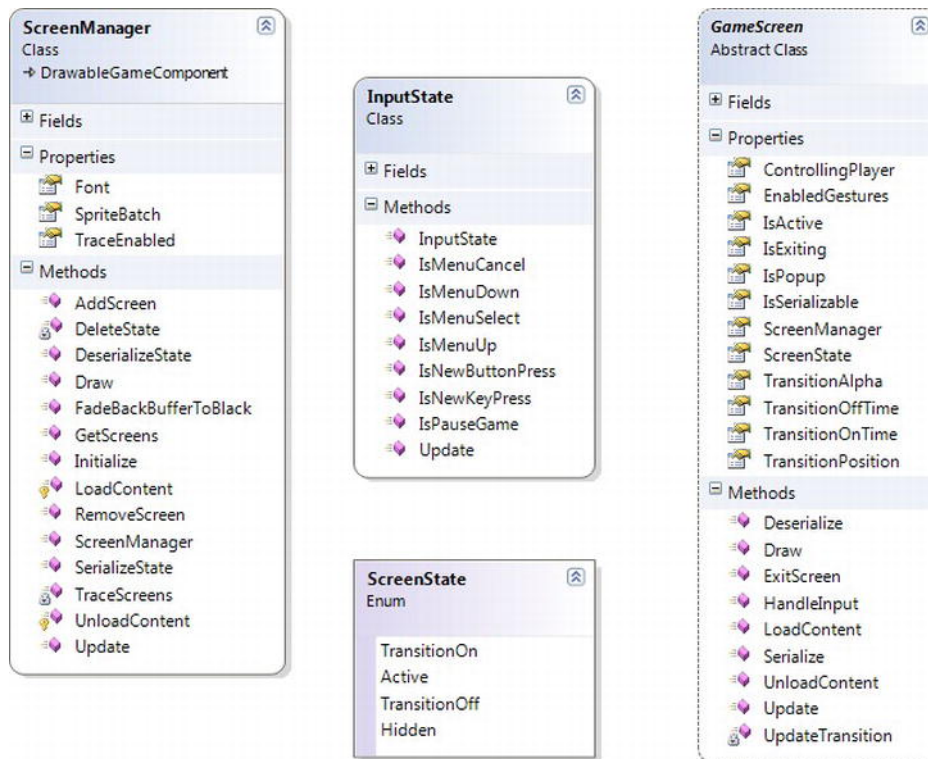 ScreenManager
Class
DrawableGameComponent
Fields
Properties
Font
SpriteBatch
TraceEnabled
Methods
AddScreen
DeleteState
DeserializeState
Draw
FadeBackBufferToBlack
GetScreens
Initialize
LoadContent
RemoveScreen
ScreenManager
SerializeState
TraceScreens
UnloadContent
Update
InputState
Class
Fields
Methods
InputState
IsMenuCancel
IsMenuDown
IsMenuSelect
IsMenuUp
IsNewButtonPress
IsNewKeyPress
IsPauseGame
Update
ScreenState
Enum
TransitionOn
Active
TransitionOff
Hidden
GameScreen
Abstract Class
Fields
Properties
ControllingPlayer
EnabledGestures
IsActive
IsExiting
IsPopup
IsSerializable
ScreenManager
ScreenState
TransitionAlpha
TransitionOffTime
TransitionOnTime
TransitionPosition
Methods
Deserialize
Draw
ExitScreen
HandleInput
LoadContent
Serialize
UnloadContent
Update
UpdateTransition